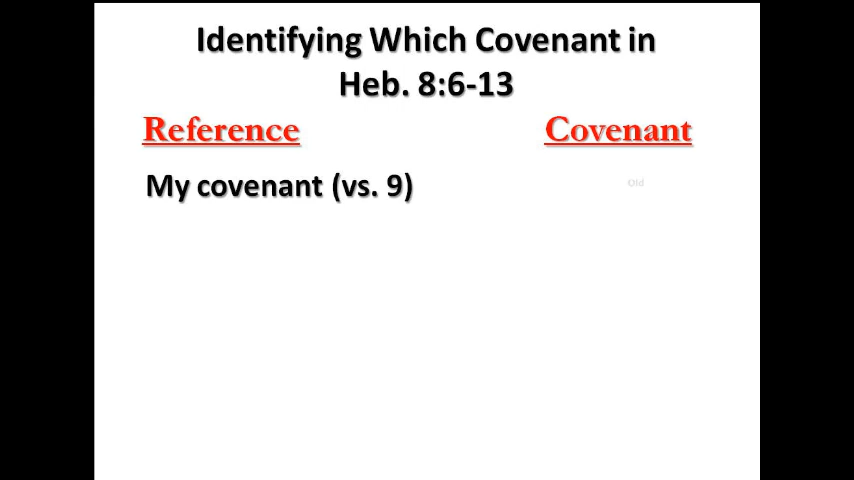 Identifying Which Covenant in
Heb. 8:6-13
Reference Covenant
My covenant (vs. 9) Old